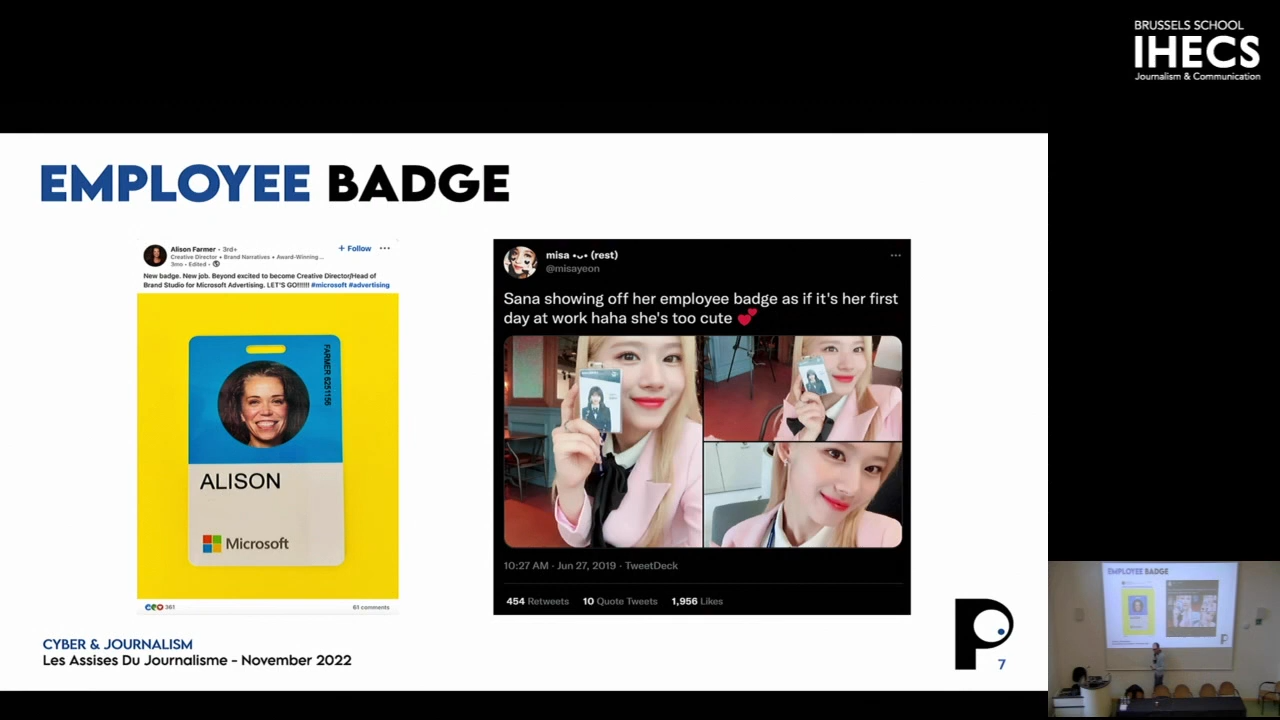 BRUSSELS SCHOOL
IHECS
Journalism & Communication
EMPLOYEE BADGE
Alison Farmer • 3rd+
Creative Director • Brand Narratives • Award-Winning...
3mo • Edited •
+ Follow
New badge. New job. Beyond excited to become Creative Director/Head of
Brand Studio for Microsoft Advertising. LET'S GO!!!!!! #microsoft #advertising
FARMER 6251156
ALISON
Microsoft
361
61 comments
misa •ᴗ• (rest)
@misayeon
Sana showing off her employee badge as if it's her first
day at work haha she's too cute 💕
10:27 AM · Jun 27, 2019 · TweetDeck
454 Retweets 10 Quote Tweets 1,956 Likes
CYBER & JOURNALISM
Les Assises Du Journalisme - November 2022
P
7
EMPLOYEE BADGE